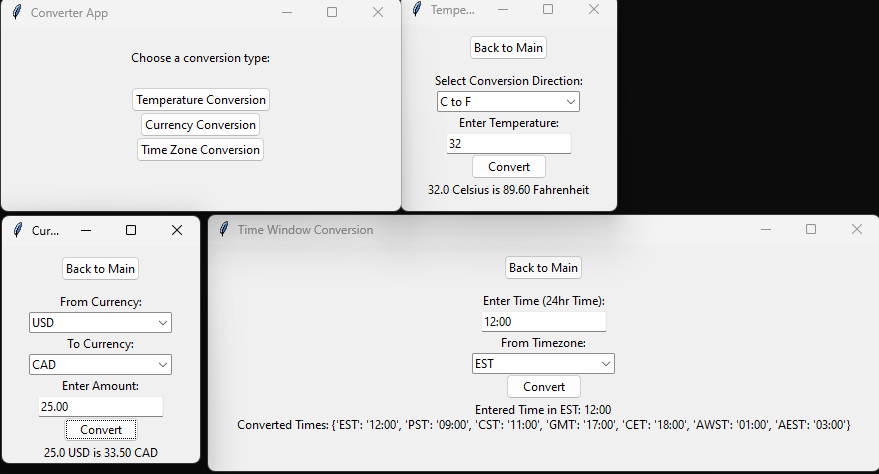 Converter App
Choose a conversion type:
Temperature Conversion
Currency Conversion
Time Zone Conversion
Tempe...
Back to Main
Select Conversion Direction:
C to F
Enter Temperature:
32
Convert
32.0 Celsius is 89.60 Fahrenheit
Cur...
Back to Main
From Currency:
USD
To Currency:
CAD
Enter Amount:
25.00
Convert
25.0 USD is 33.50 CAD
Time Window Conversion
Back to Main
Enter Time (24hr Time):
12:00
From Timezone:
EST
Convert
Entered Time in EST: 12:00
Converted Times: {'EST': '12:00', 'PST': '09:00', 'CST': '11:00', 'GMT': '17:00', 'CET': '18:00', 'AWST': '01:00', 'AEST': '03:00'}